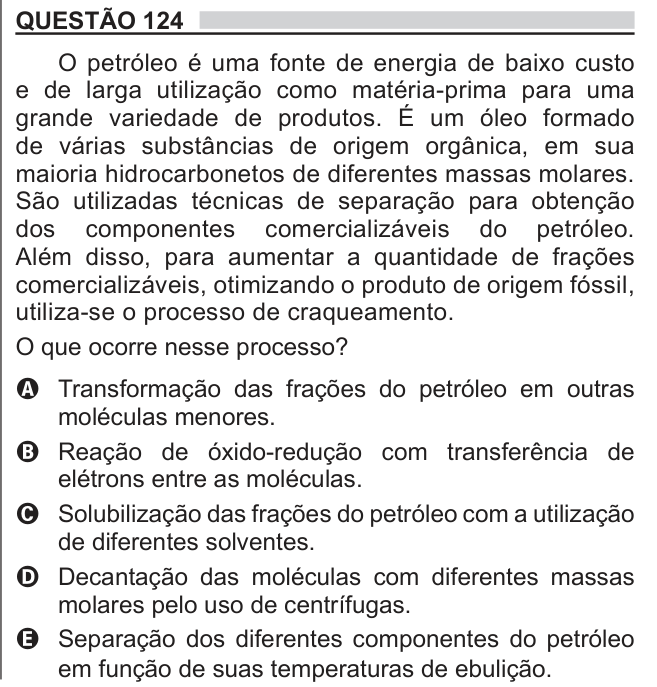 QUESTÃO 124
O petróleo é uma fonte de energia de baixo custo
e de larga utilização como matéria-prima para uma
grande variedade de produtos. É um óleo formado
de várias substâncias de origem orgânica, em sua
maioria hidrocarbonetos de diferentes massas molares.
São utilizadas técnicas de separação para obtenção
dos componentes comercializáveis do petróleo.
Além disso, para aumentar a quantidade de frações
comercializáveis, otimizando o produto de origem fóssil,
utiliza-se o processo de craqueamento.
O que ocorre nesse processo?
A Transformação das frações do petróleo em outras
moléculas menores.
B Reação de óxido-redução com transferência de
elétrons entre as moléculas.
C Solubilização das frações do petróleo com a utilização
de diferentes solventes.
D Decantação das moléculas com diferentes massas
molares pelo uso de centrífugas.
E Separação dos diferentes componentes do petróleo
em função de suas temperaturas de ebulição.